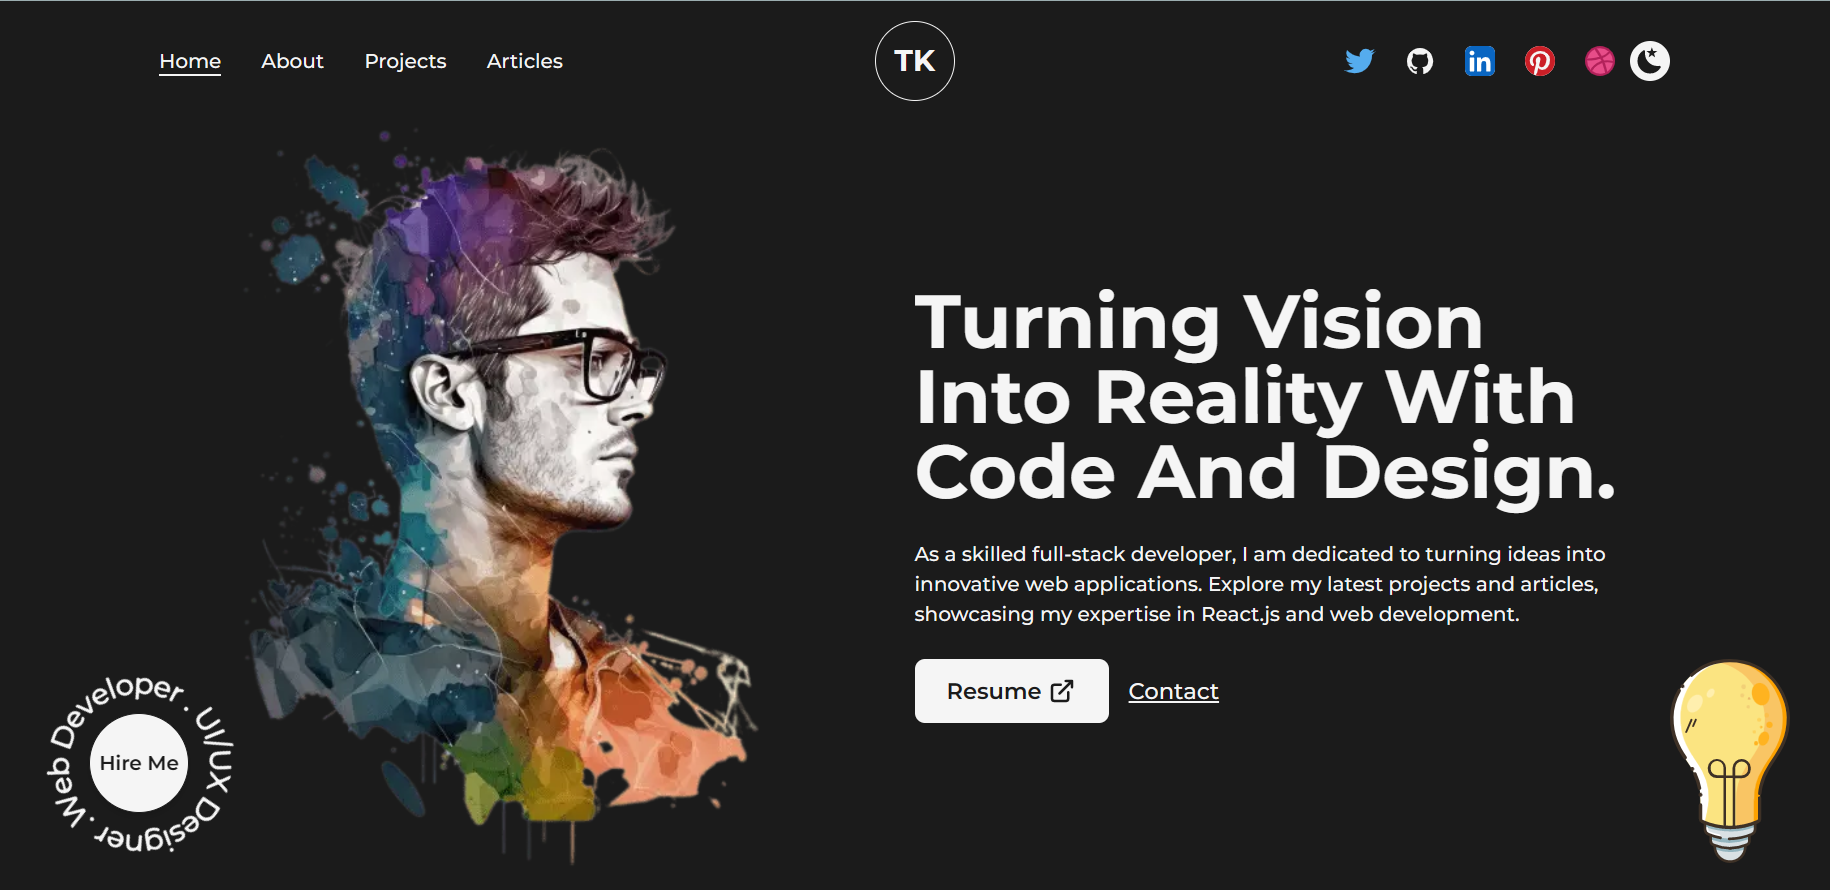 Home About Projects Articles
TK
Turning Vision
Into Reality With
Code And Design.
As a skilled full-stack developer, I am dedicated to turning ideas into
innovative web applications. Explore my latest projects and articles,
showcasing my expertise in React.js and web development.
Resume Contact
Web Developer . UI/UX Designer .
Hire Me